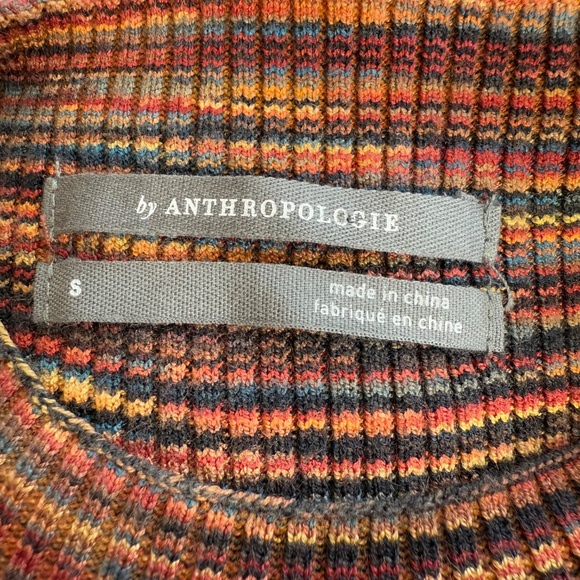 by ANTHROPOLOGIE
S
made in china
fabriqué en chine